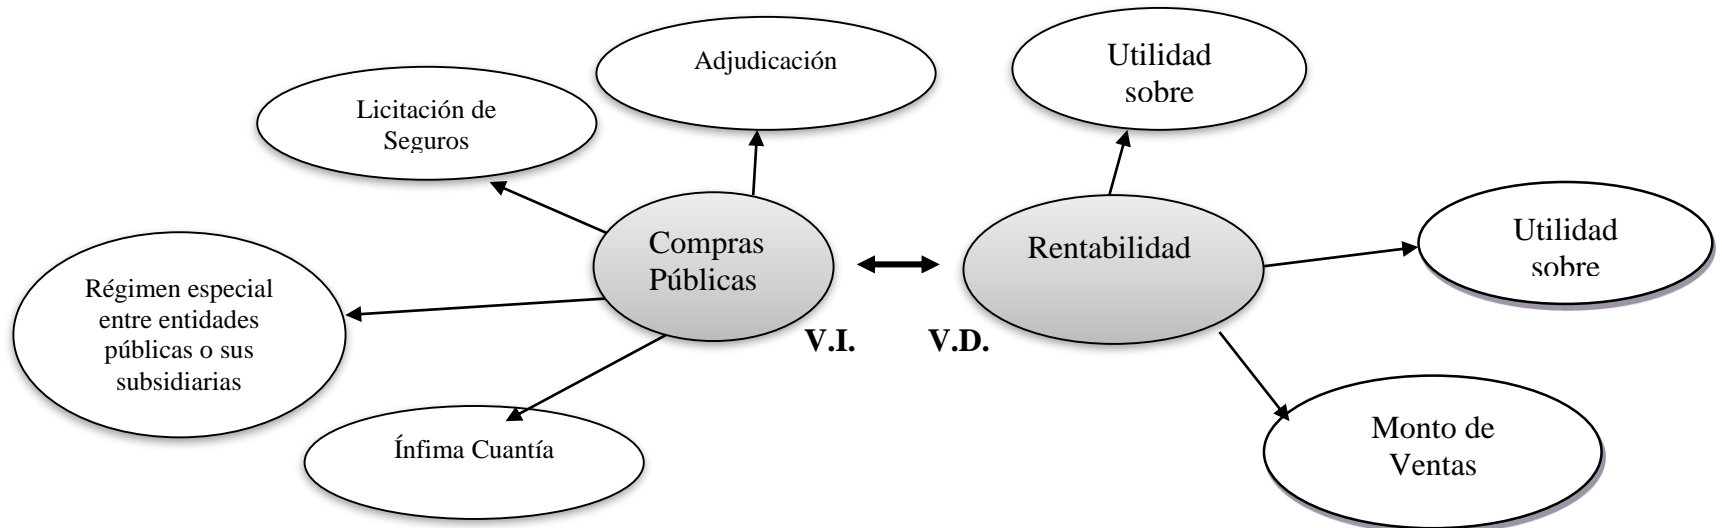 Adjudicación
Licitación de
Seguros
Régimen especial
entre entidades
públicas o sus
subsidiarias
Ínfima Cuantía
Compras
Públicas
V.I.
V.D.
Rentabilidad
Utilidad
sobre
Utilidad
sobre
Monto de
Ventas